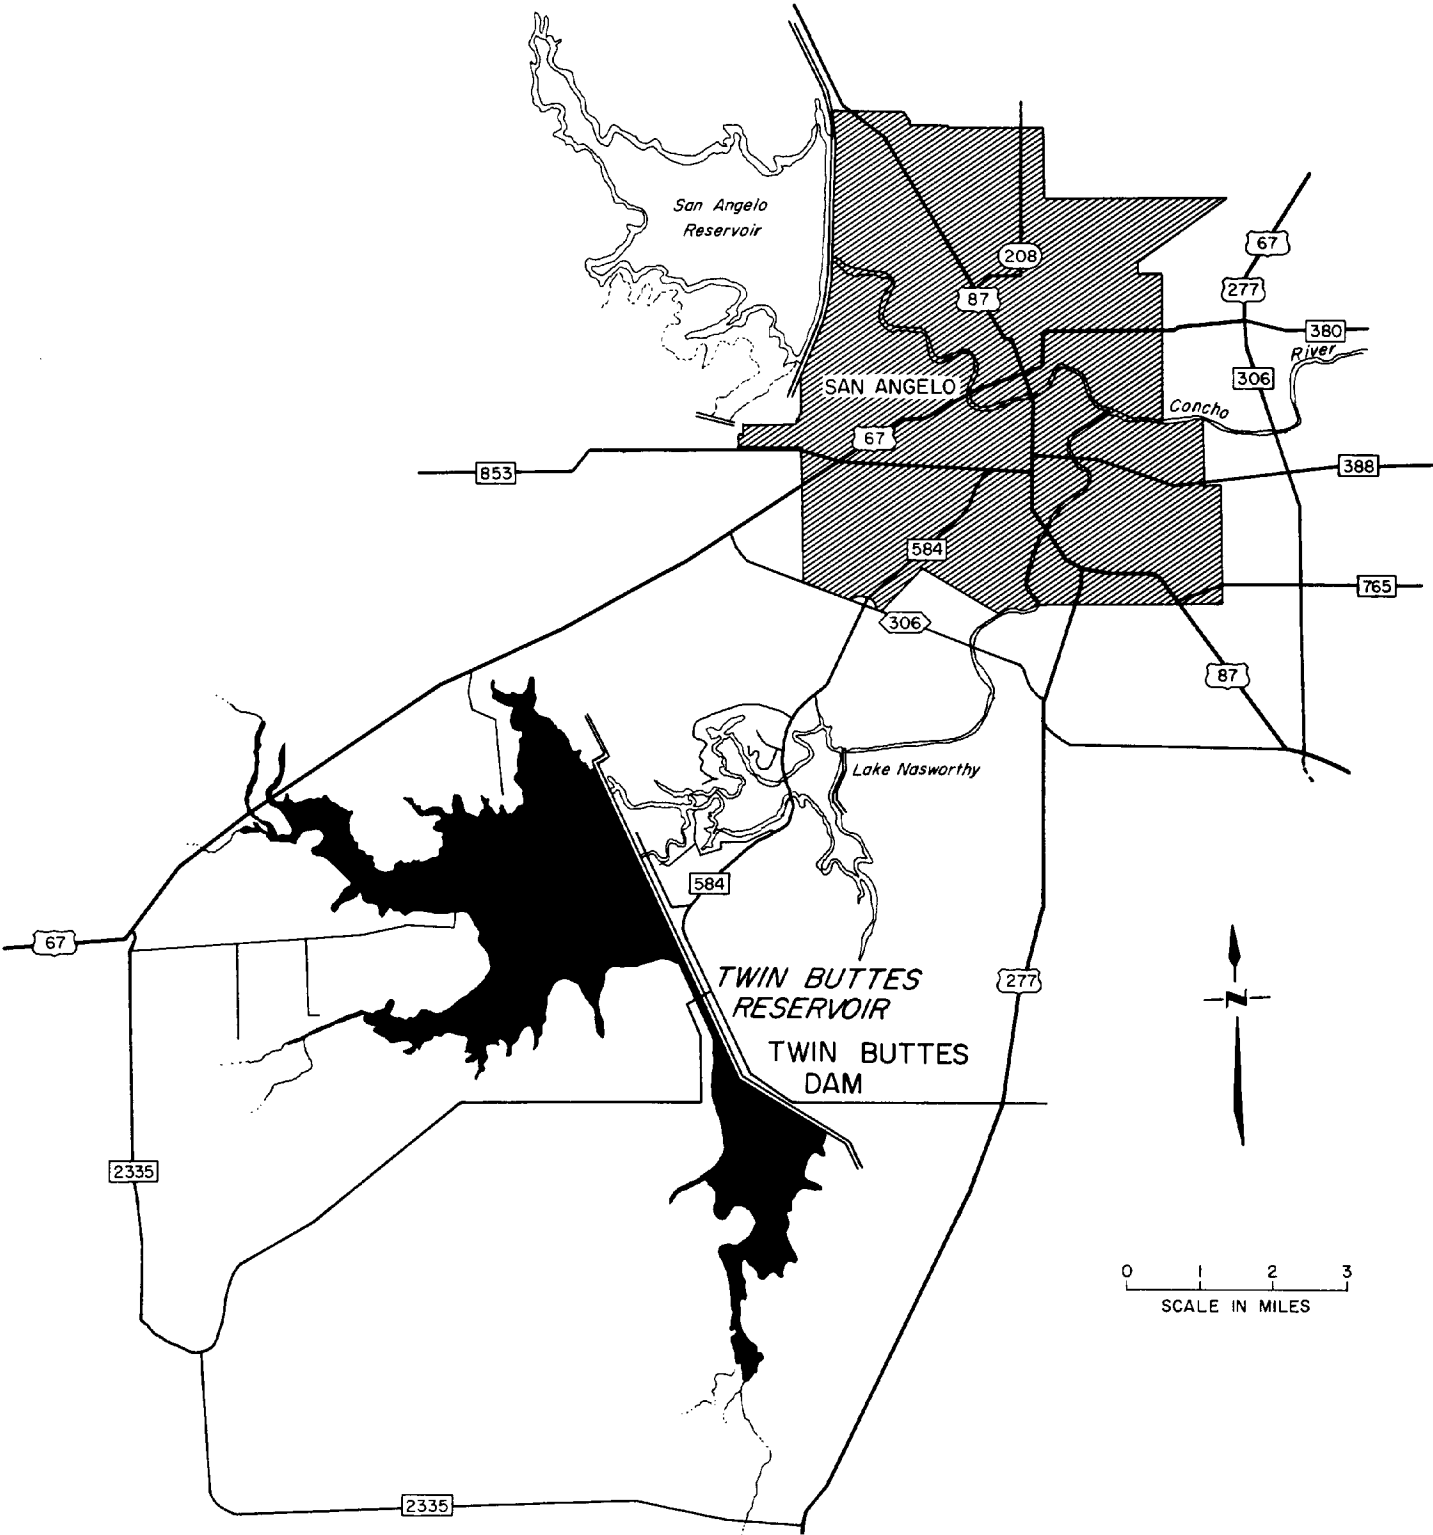 San Angelo
Reservoir
67
208
277
87
380
River
306
SAN ANGELO
Concho
67
853
388
584
765
306
87
Lake Nasworthy
584
67
TWIN BUTTES
RESERVOIR
277
N
TWIN BUTTES
DAM
2335
0 1 2 3
SCALE IN MILES
2335